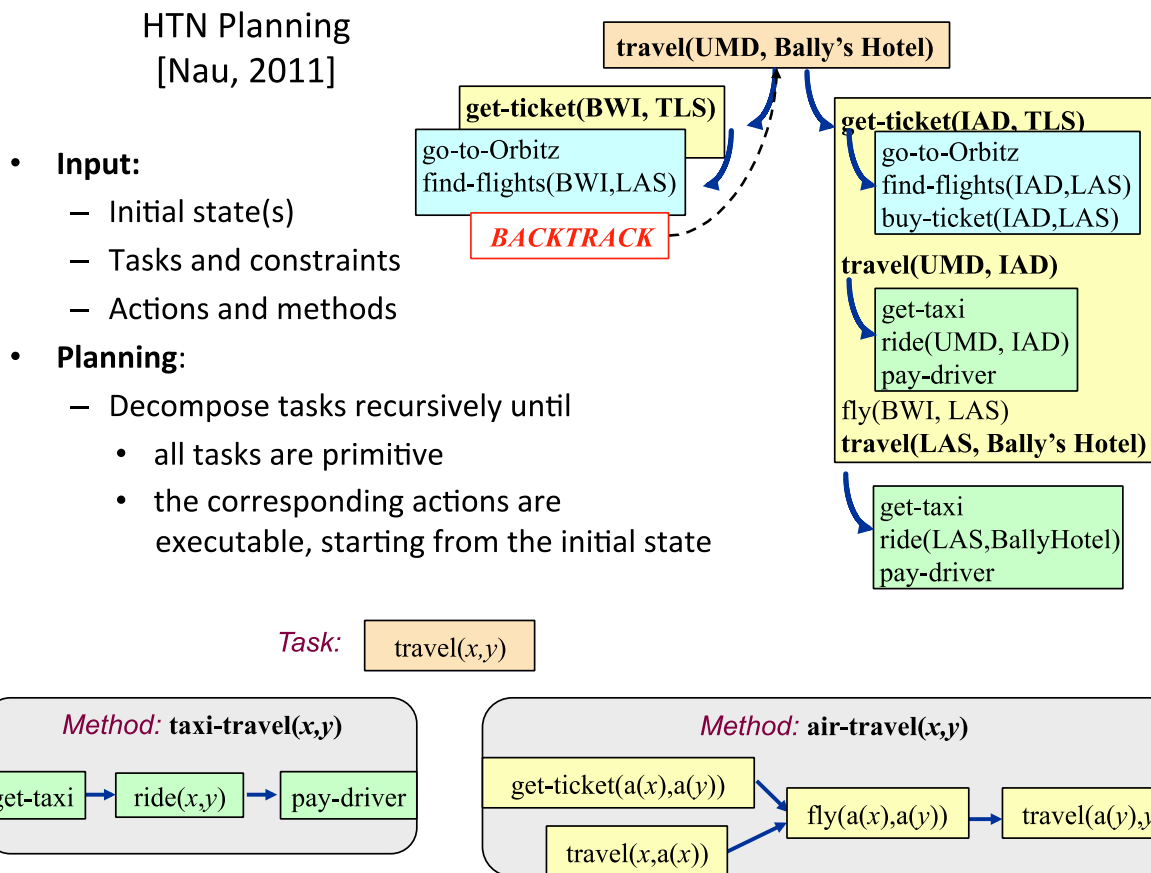 HTN Planning
[Nau, 2011]
• Input:
– Initial state(s)
– Tasks and constraints
– Actions and methods
• Planning:
– Decompose tasks recursively until
• all tasks are primitive
• the corresponding actions are
executable, starting from the initial state
travel(UMD, Bally's Hotel)
get-ticket(BWI, TLS)
go-to-Orbitz
find-flights(BWI,LAS)
BACKTRACK
get-ticket(IAD, TLS)
go-to-Orbitz
find-flights(IAD,LAS)
buy-ticket(IAD,LAS)
travel(UMD, IAD)
get-taxi
ride(UMD, IAD)
pay-driver
fly(BWI, LAS)
travel(LAS, Bally's Hotel)
get-taxi
ride(LAS,BallyHotel)
pay-driver
Task: travel(x,y)
Method: taxi-travel(x,y)
get-taxi
ride(x,y)
pay-driver
Method: air-travel(x,y)
get-ticket(a(x),a(y))
travel(x,a(x))
fly(a(x),a(y))
travel(a(y),y